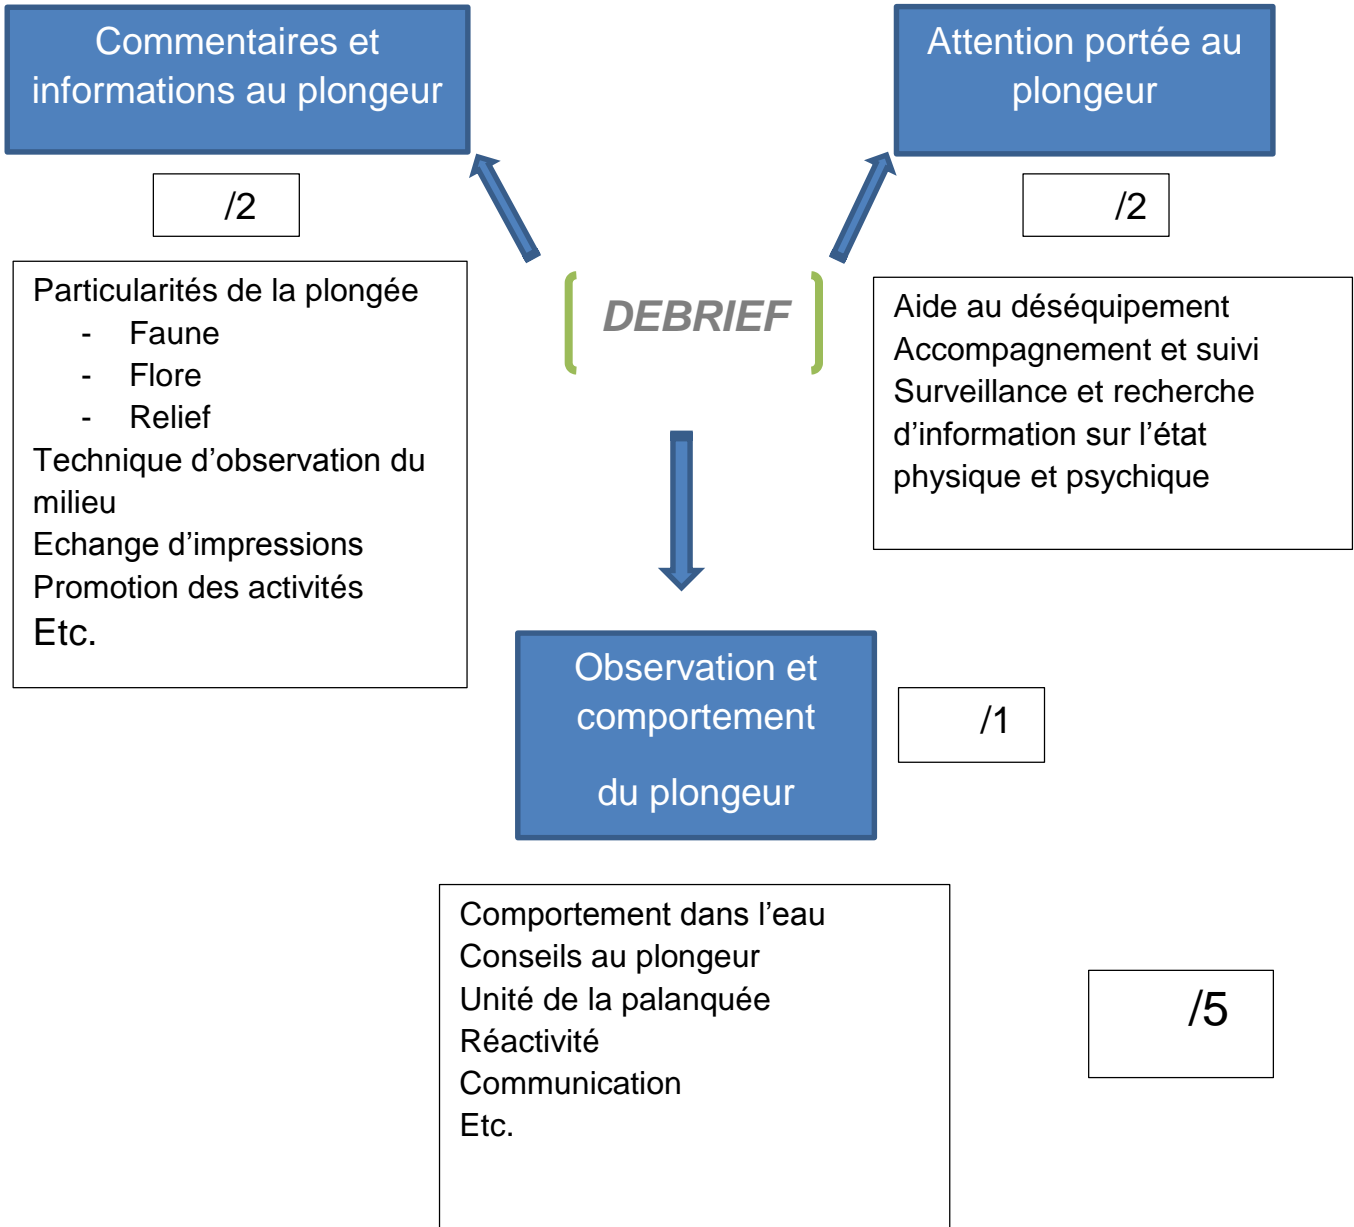 Commentaires et
informations au plongeur
/2
Particularités de la plongée
- Faune
- Flore
- Relief
Technique d’observation du
milieu
Echange d’impressions
Promotion des activités
Etc.
DEBRIEF
Attention portée au
plongeur
/2
Aide au déséquipement
Accompagnement et suivi
Surveillance et recherche
d’information sur l’état
physique et psychique
Observation et
comportement
du plongeur
/1
Comportement dans l’eau
Conseils au plongeur
Unité de la palanquée
Réactivité
Communication
Etc.
/5